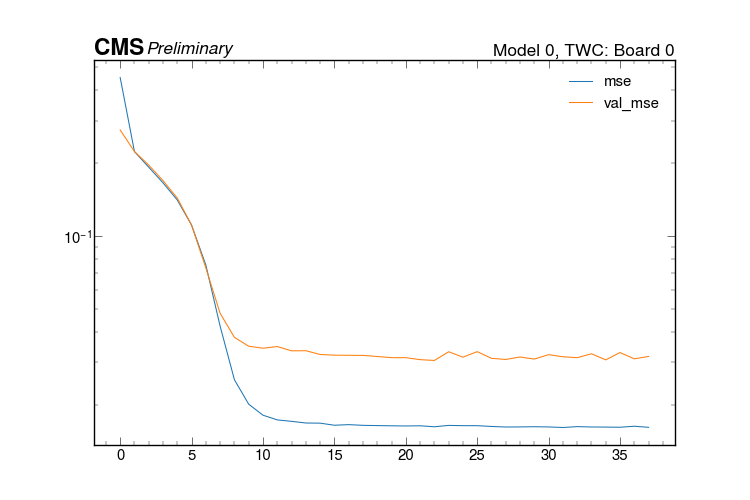 CMS Preliminary
Model 0, TWC: Board 0
mse
val_mse
10⁻¹
0 5 10 15 20 25 30 35